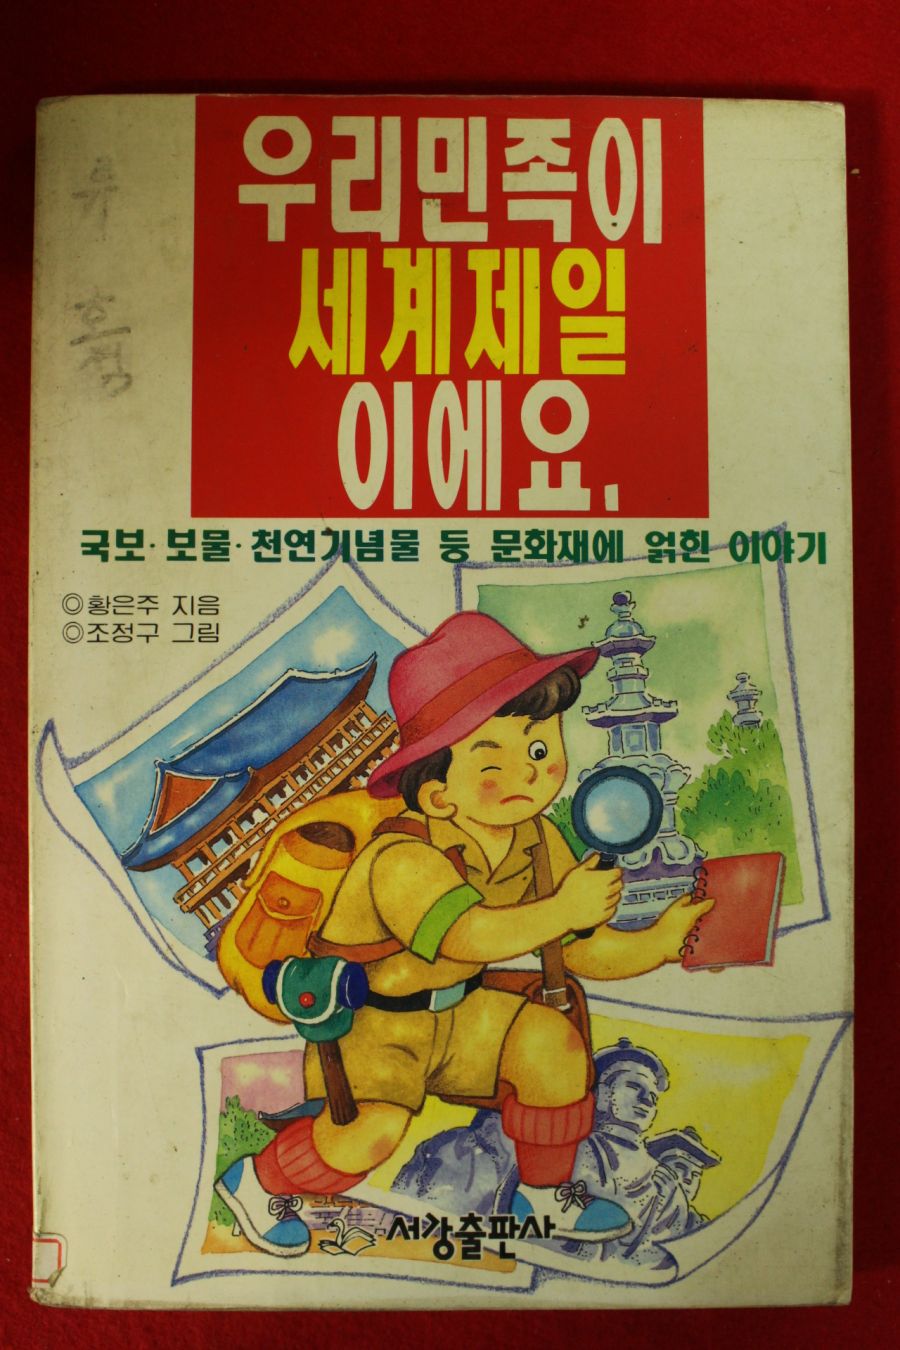 우리민족이
세계제일
이에요.
국보·보물·천연기념물 등 문화재에 얽힌 이야기
◎황은주 지음
◎조정구 그림
서강출판사